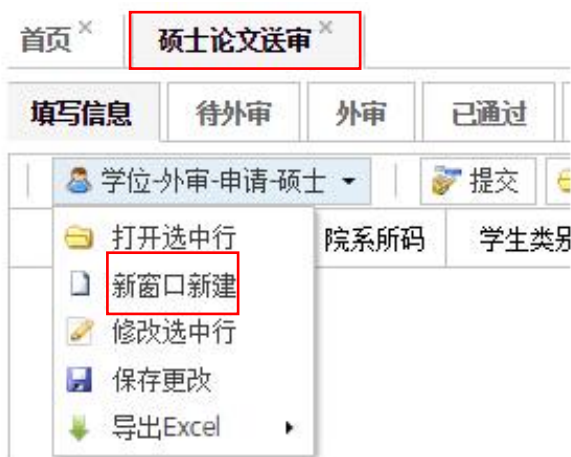 首页 硕士论文送审
填写信息 待外审 外审 已通过
学位-外审-申请-硕士 提交
打开选中行 院系所码 学生类别
新窗口新建
修改选中行
保存更改
导出Excel